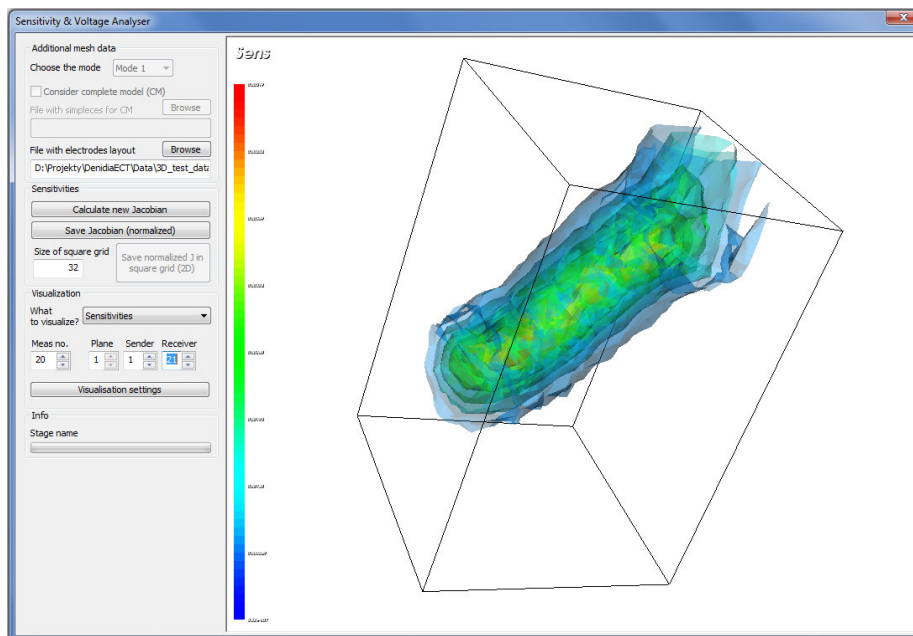 Sensitivity & Voltage Analyser
Additional mesh data
Choose the mode Mode 1
Consider complete model (CM)
File with simpleces for CM Browse
File with electrodes layout Browse
D:\Projekty\DenidiaECT\Data\3D_test_data
Sensitivities
Calculate new Jacobian
Save Jacobian (normalized)
Size of square grid
32
Save normalized J in
square grid (2D)
Visualization
What
to visualize? Sensitivities
Meas no. Plane Sender Receiver
20 1 1 21
Visualisation settings
Info
Stage name
Sens